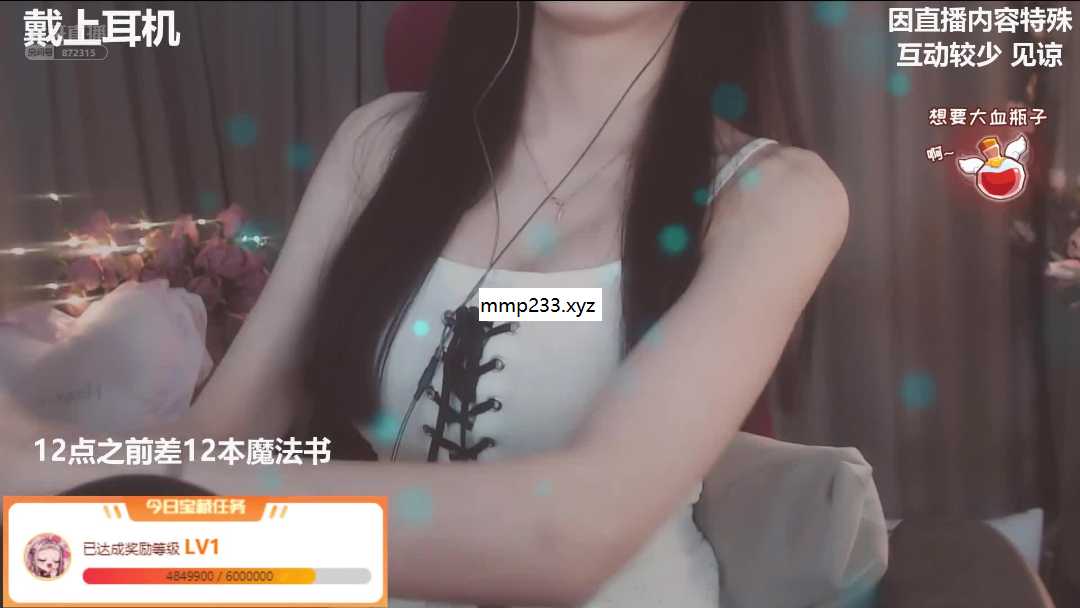 戴上耳机
872315
因直播内容特殊
互动较少 见谅
想要大血瓶子
啊~
mmp233.xyz
12点之前差12本魔法书
今日宝藏任务
已达成奖励等级 LV1
4849900 / 6000000